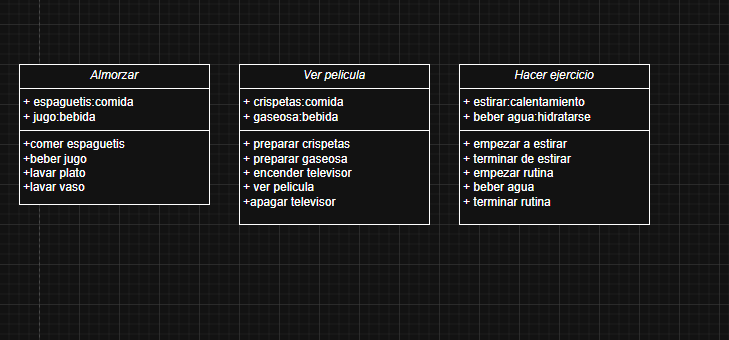 Almorzar
+ espaguetis:comida
+ jugo:bebida
+comer espaguetis
+beber jugo
+lavar plato
+lavar vaso
Ver pelicula
+ crispetas:comida
+ gaseosa:bebida
+ preparar crispetas
+ preparar gaseosa
+ encender televisor
+ ver pelicula
+apagar televisor
Hacer ejercicio
+ estirar:calentamiento
+ beber agua:hidratarse
+ empezar a estirar
+ terminar de estirar
+ empezar rutina
+ beber agua
+ terminar rutina